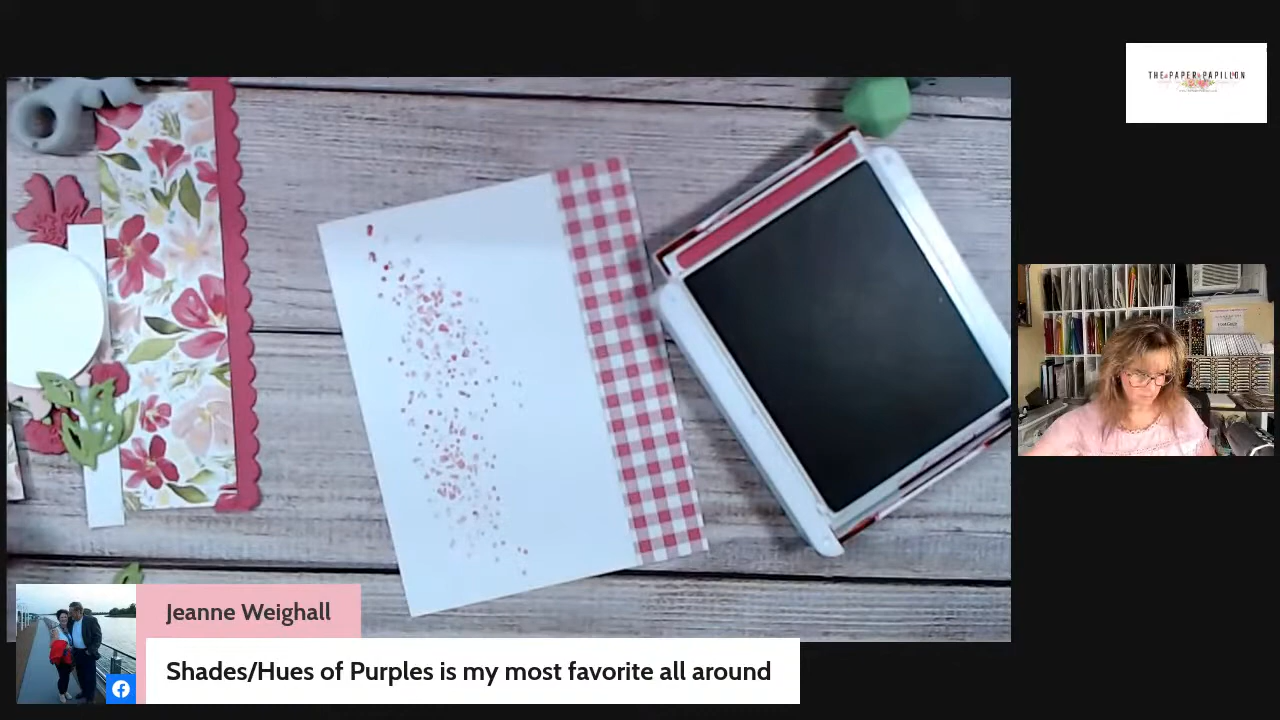 THE PAPER PAPILLON
Jeanne Weighall
Shades/Hues of Purples is my most favorite all around